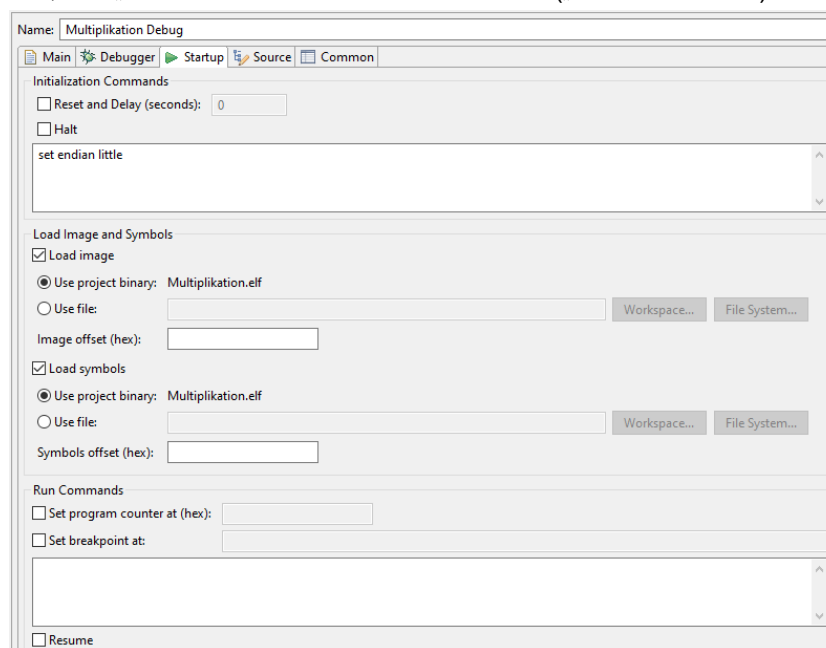 Name: Multiplikation Debug
Main Debugger Startup Source Common
Initialization Commands
Reset and Delay (seconds): 0
Halt
set endian little
Load Image and Symbols
Load image
Use project binary: Multiplikation.elf
Use file: Workspace... File System...
Image offset (hex):
Load symbols
Use project binary: Multiplikation.elf
Use file: Workspace... File System...
Symbols offset (hex):
Run Commands
Set program counter at (hex):
Set breakpoint at:
Resume